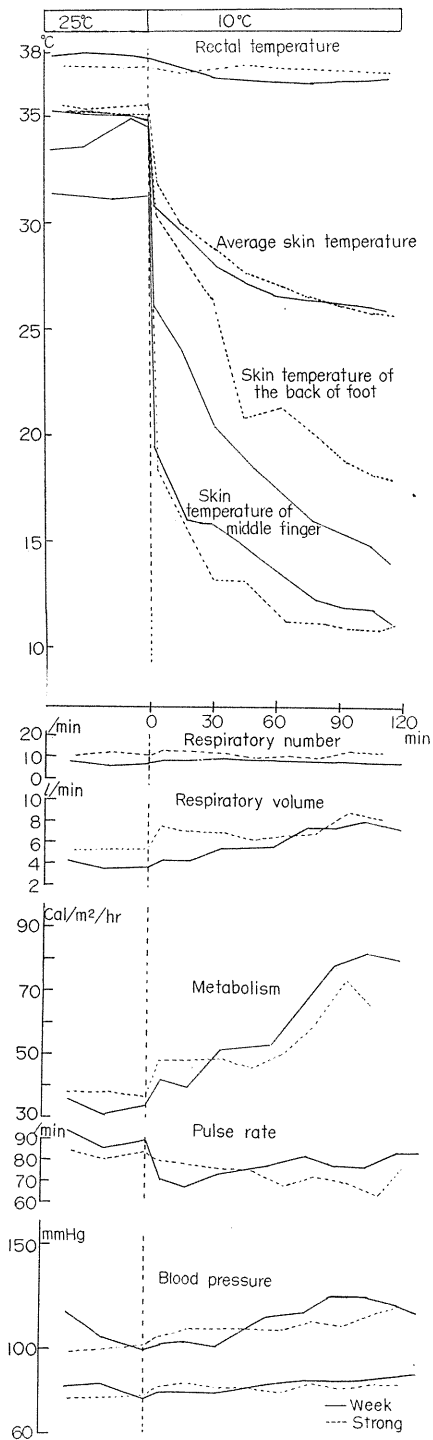 25℃ 10℃
℃
38
Rectal temperature
35
30
Average skin temperature
25
Skin temperature of
the back of foot
20
Skin
temperature of
middle finger
15
10
0 30 60 90 120
min
/min
20
10
0
Respiratory number
l/min
10
8
6
4
2
Respiratory volume
Cal/m²/hr
90
70
50
30
Metabolism
/min
90
80
70
60
Pulse rate
mmHg
150
100
60
Blood pressure
Week
Strong